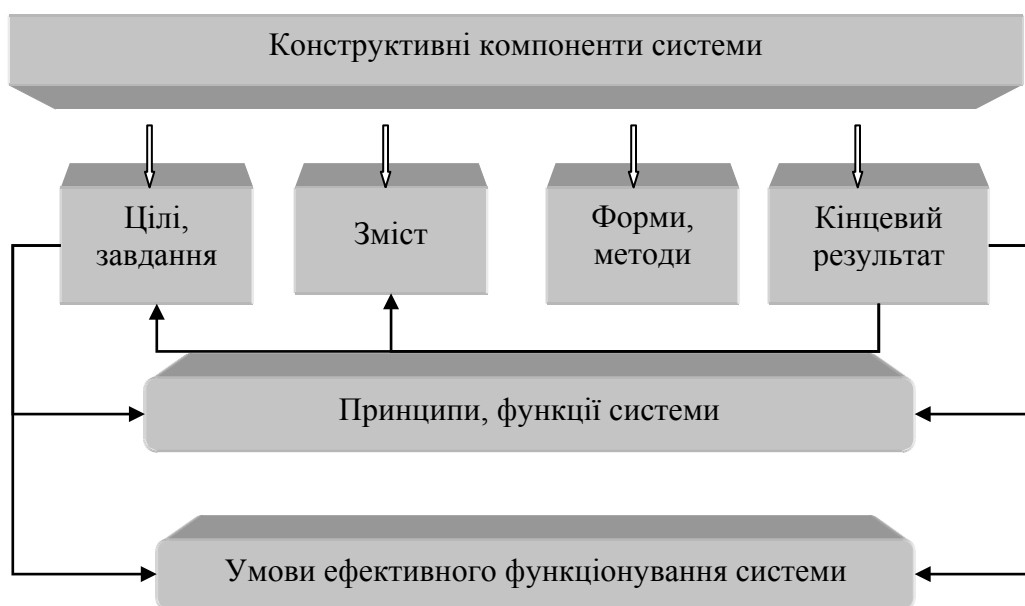 Конструктивні компоненти системи
Цілі,
завдання
Зміст
Форми,
методи
Кінцевий
результат
Принципи, функції системи
Умови ефективного функціонування системи